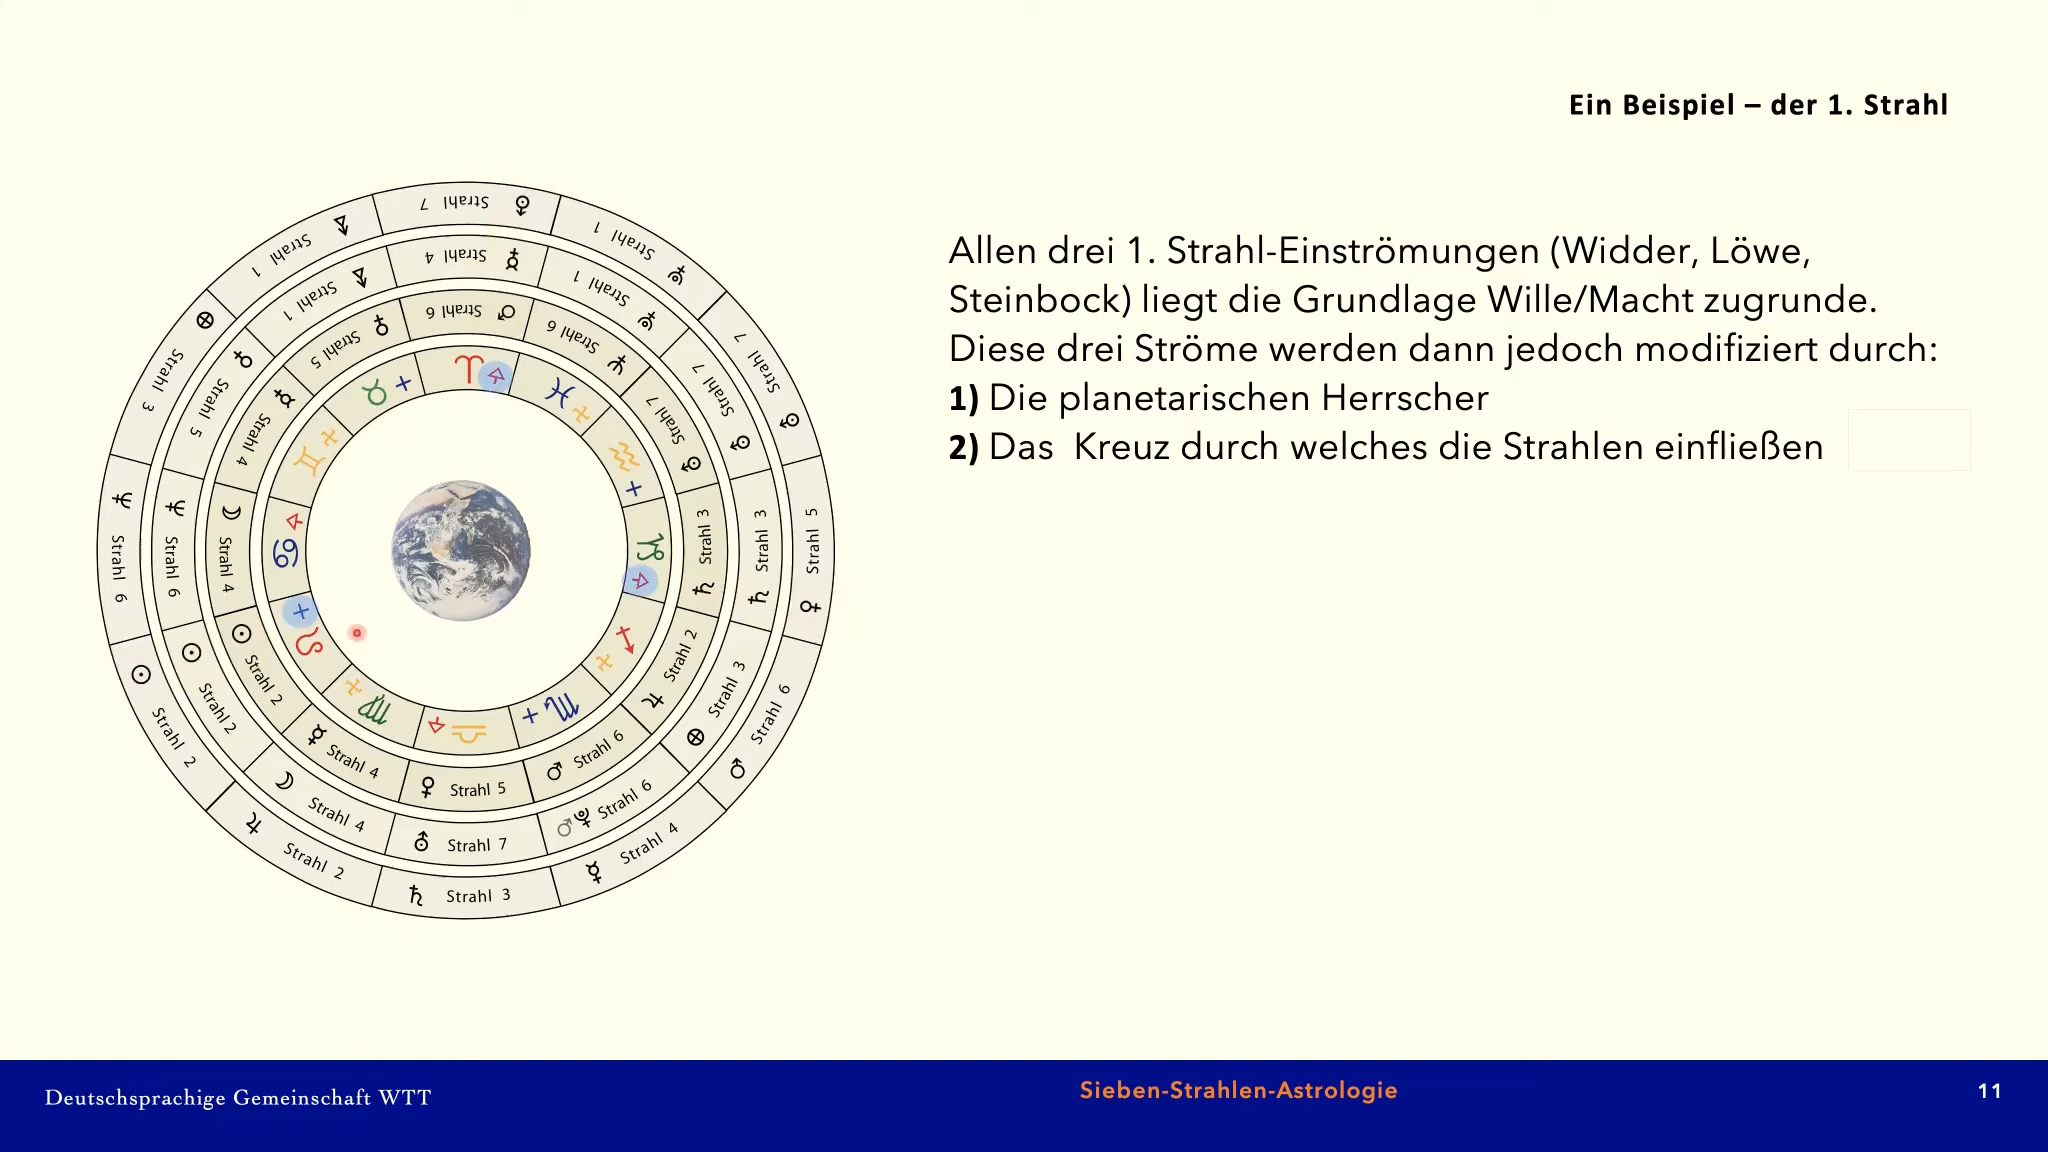 Ein Beispiel – der 1. Strahl
Allen drei 1. Strahl-Einströmungen (Widder, Löwe,
Steinbock) liegt die Grundlage Wille/Macht zugrunde.
Diese drei Ströme werden dann jedoch modifiziert durch:
1) Die planetarischen Herrscher
2) Das Kreuz durch welches die Strahlen einfließen
Strahl 7
Strahl 1
Strahl 7
Strahl 5
Strahl 6
Strahl 4
Strahl 3
Strahl 2
Strahl 2
Strahl 6
Strahl 3
Strahl 1
Strahl 4
Strahl 1
Strahl 7
Strahl 3
Strahl 3
Strahl 6
Strahl 7
Strahl 4
Strahl 2
Strahl 6
Strahl 5
Strahl 1
Strahl 6
Strahl 6
Strahl 7
Strahl 3
Strahl 2
Strahl 6
Strahl 5
Strahl 4
Strahl 2
Strahl 4
Strahl 4
Strahl 5
Deutschsprachige Gemeinschaft WTT
Sieben-Strahlen-Astrologie
11